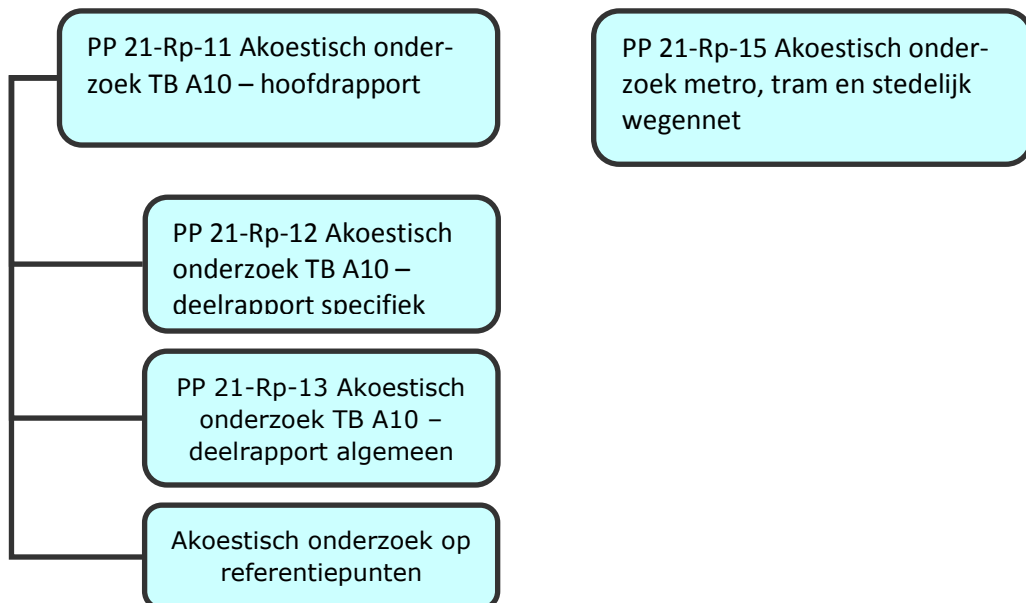 PP 21-Rp-11 Akoestisch onder-
zoek TB A10 – hoofdrapport
PP 21-Rp-15 Akoestisch onder-
zoek metro, tram en stedelijk
wegennet
PP 21-Rp-12 Akoestisch
onderzoek TB A10 –
deelrapport specifiek
PP 21-Rp-13 Akoestisch
onderzoek TB A10 –
deelrapport algemeen
Akoestisch onderzoek op
referentiepunten